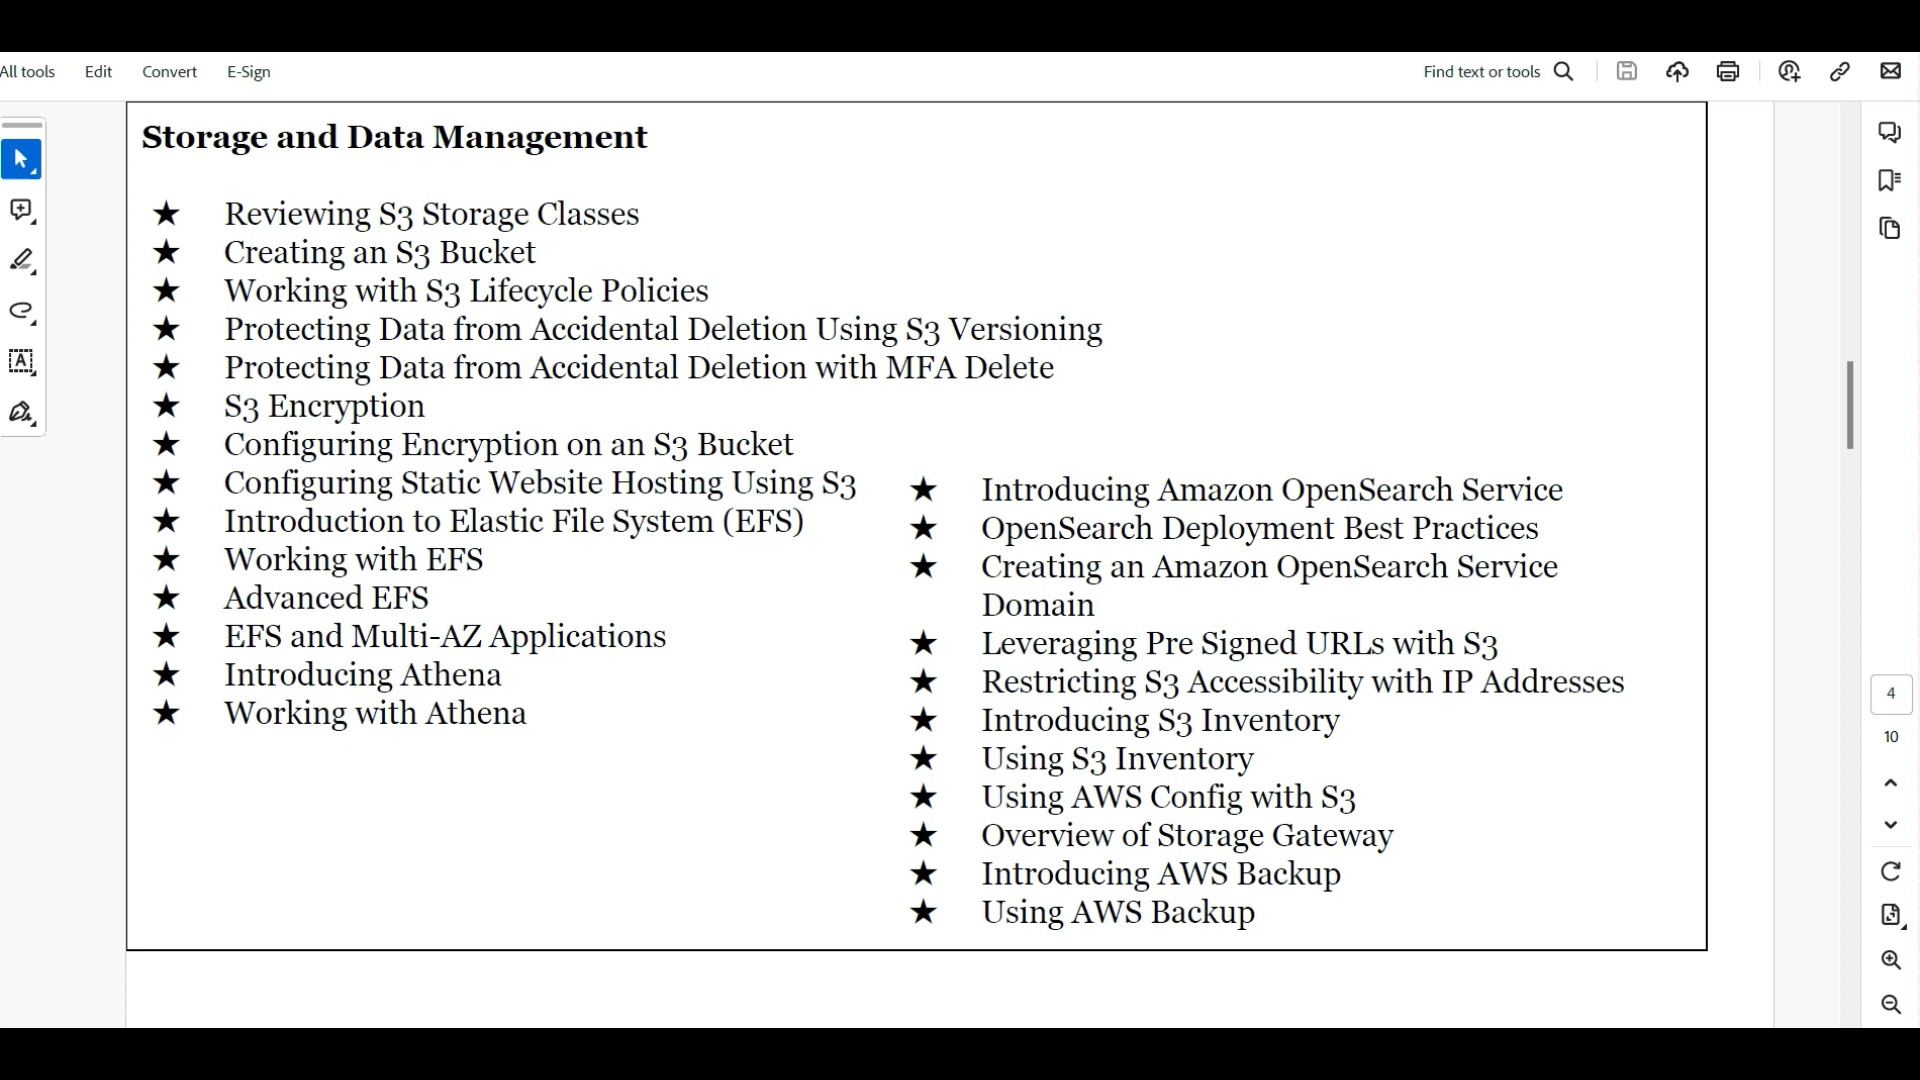 All tools Edit Convert E-Sign Find text or tools
Storage and Data Management
★ Reviewing S3 Storage Classes
★ Creating an S3 Bucket
★ Working with S3 Lifecycle Policies
★ Protecting Data from Accidental Deletion Using S3 Versioning
★ Protecting Data from Accidental Deletion with MFA Delete
★ S3 Encryption
★ Configuring Encryption on an S3 Bucket
★ Configuring Static Website Hosting Using S3
★ Introduction to Elastic File System (EFS)
★ Working with EFS
★ Advanced EFS
★ EFS and Multi-AZ Applications
★ Introducing Athena
★ Working with Athena
★ Introducing Amazon OpenSearch Service
★ OpenSearch Deployment Best Practices
★ Creating an Amazon OpenSearch Service
Domain
★ Leveraging Pre Signed URLs with S3
★ Restricting S3 Accessibility with IP Addresses
★ Introducing S3 Inventory
★ Using S3 Inventory
★ Using AWS Config with S3
★ Overview of Storage Gateway
★ Introducing AWS Backup
★ Using AWS Backup
4
10